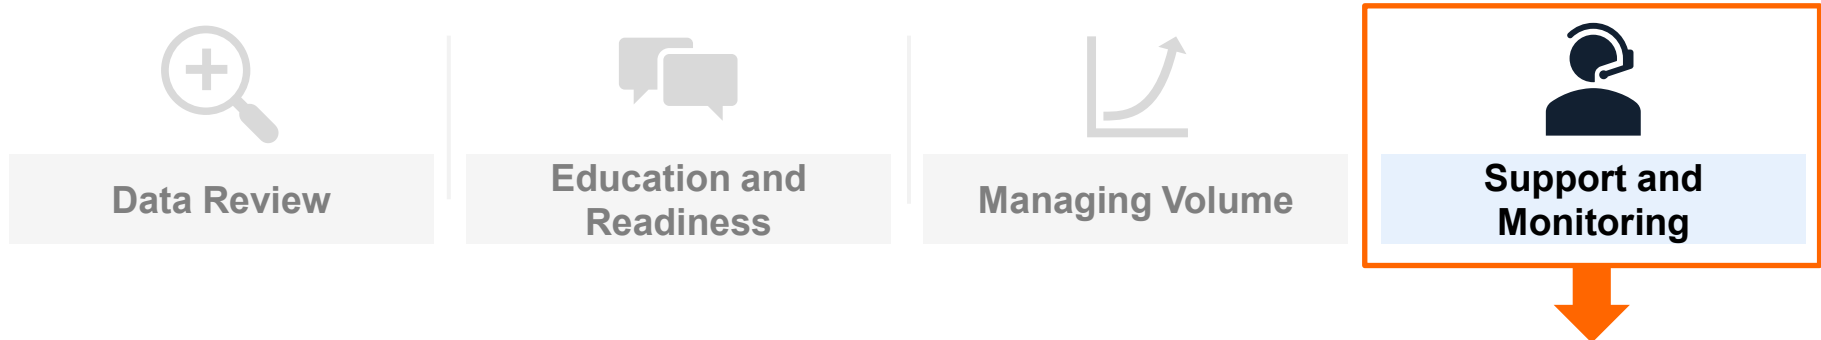 Data Review
Education and
Readiness
Managing Volume
Support and
Monitoring